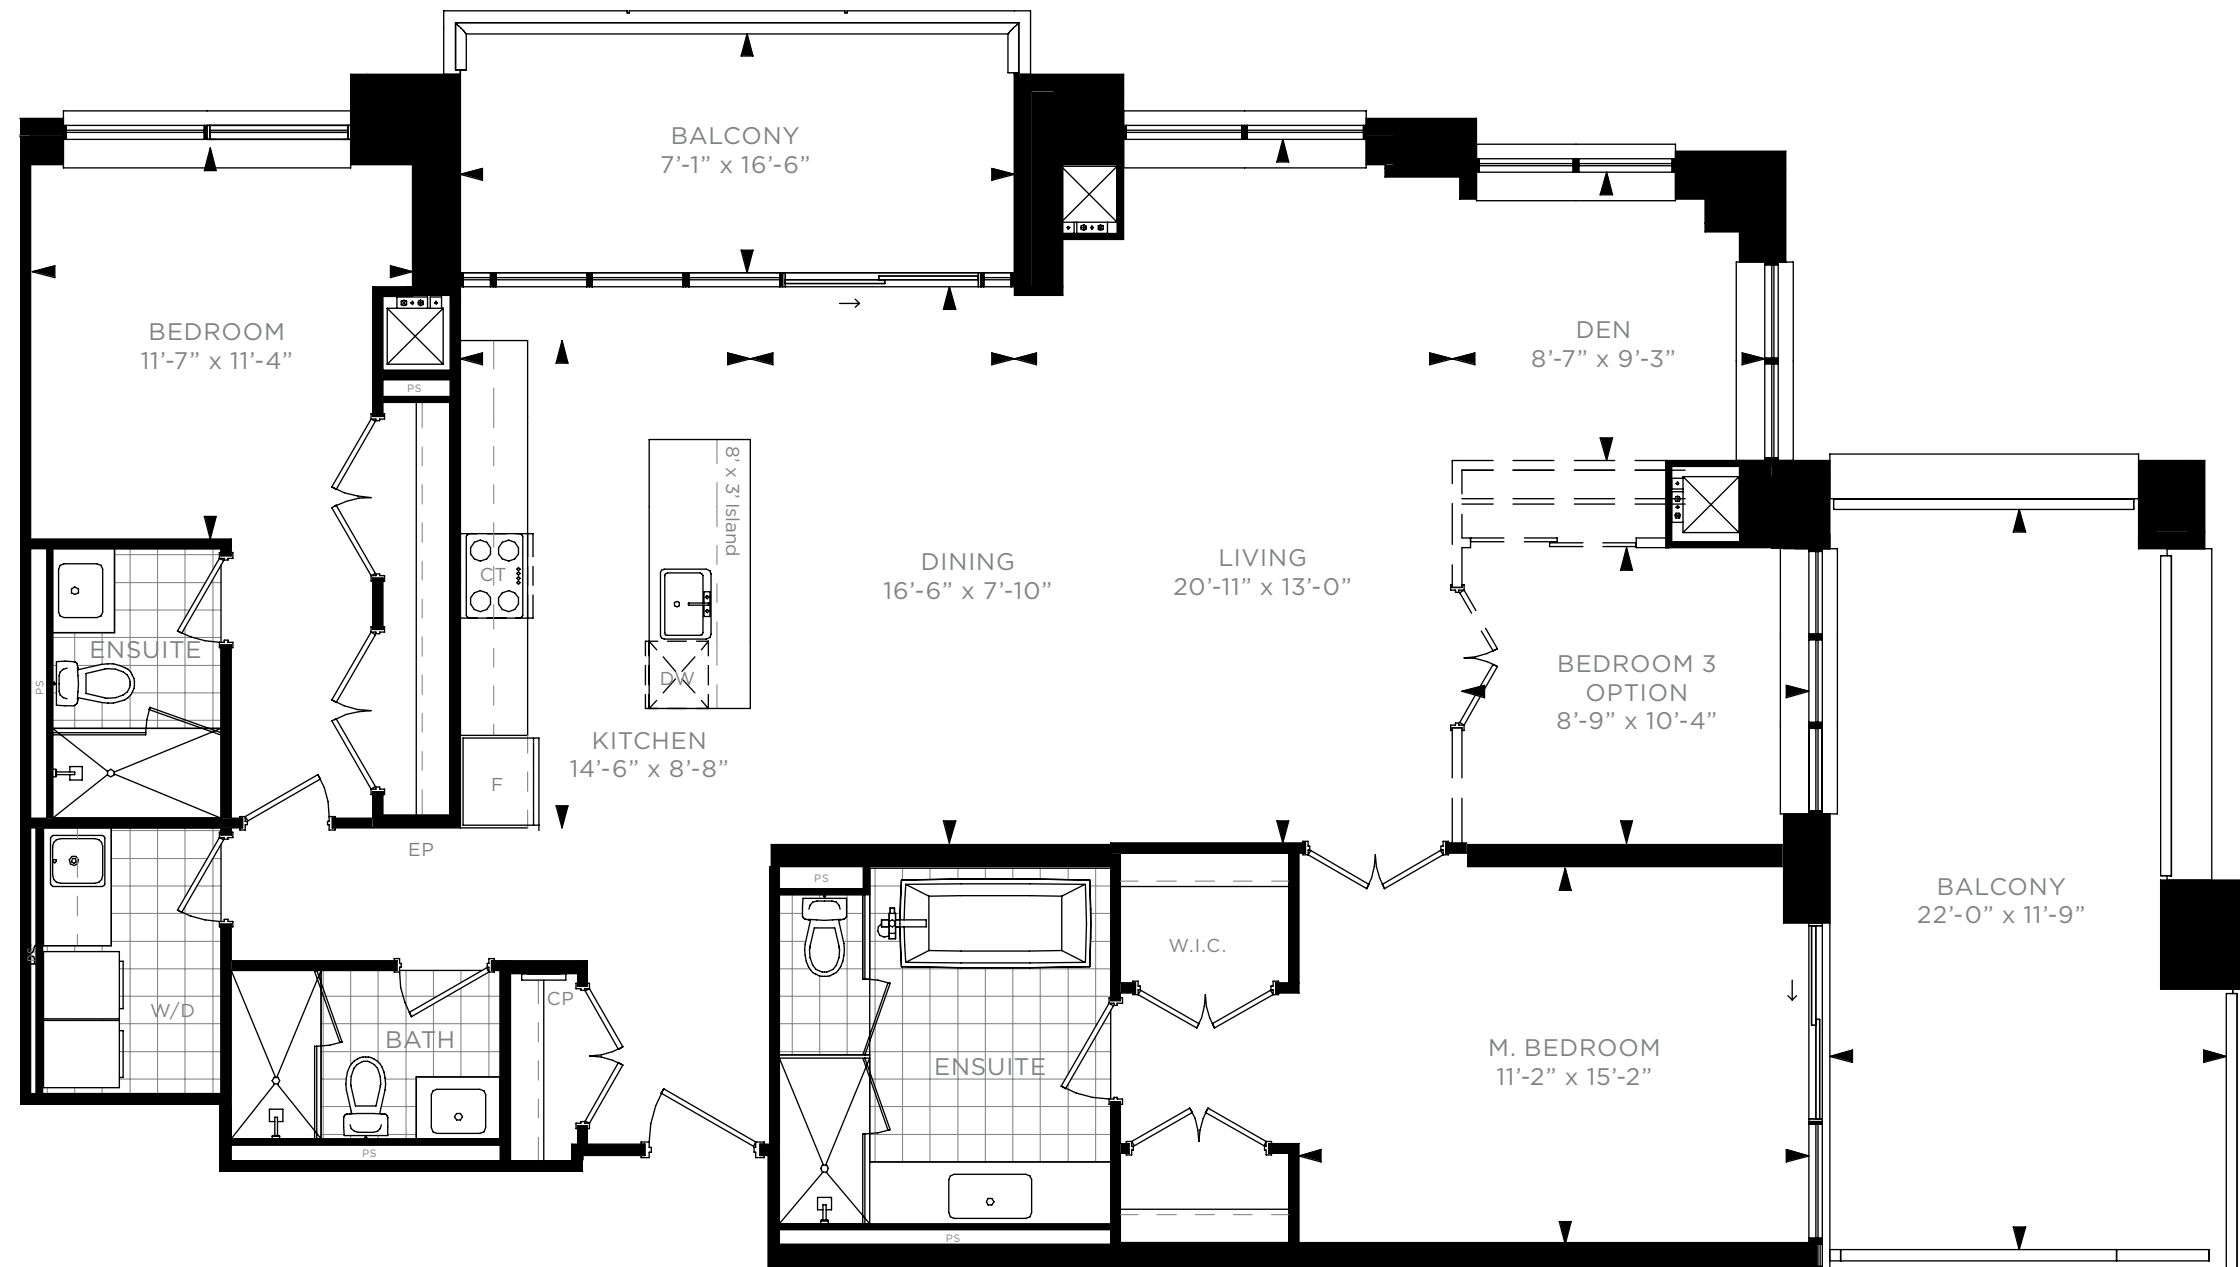 BALCONY
7’-1” x 16’-6”
BEDROOM
11’-7” x 11’-4”
DEN
8’-7” x 9’-3”
PS
8’ x 3’ Island
CT
DINING
16’-6” x 7’-10”
LIVING
20’-11” x 13’-0”
ENSUITE
PS
DW
BEDROOM 3
OPTION
8’-9” x 10’-4”
KITCHEN
14’-6” x 8’-8”
F
EP
PS
BALCONY
22’-0” x 11’-9”
W.I.C.
PS
W/D
CP
BATH
ENSUITE
M. BEDROOM
11’-2” x 15’-2”
PS
PS